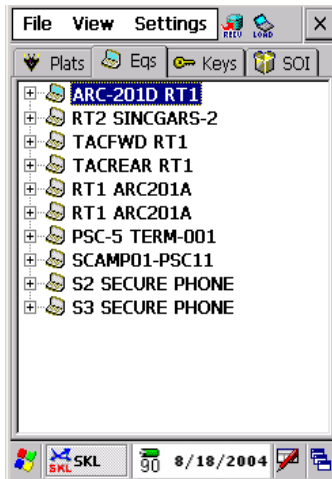 File View Settings RECV LOAD X
Plats Eqs Keys SOI
ARC-201D RT1
RT2 SINCGARS-2
TACFWD RT1
TACREAR RT1
RT1 ARC201A
RT1 ARC201A
PSC-5 TERM-001
SCAMP01-PSC11
S2 SECURE PHONE
S3 SECURE PHONE
SKL SKL 90 8/18/2004